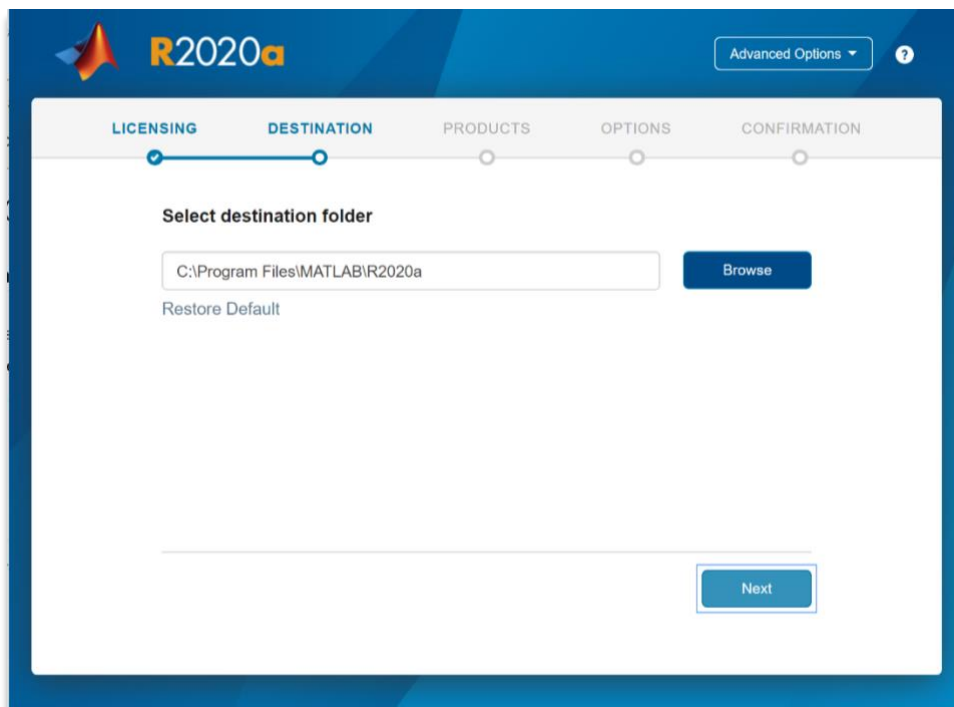 R2020a
Advanced Options
?
LICENSING DESTINATION PRODUCTS OPTIONS CONFIRMATION
Select destination folder
C:\Program Files\MATLAB\R2020a Browse
Restore Default
Next